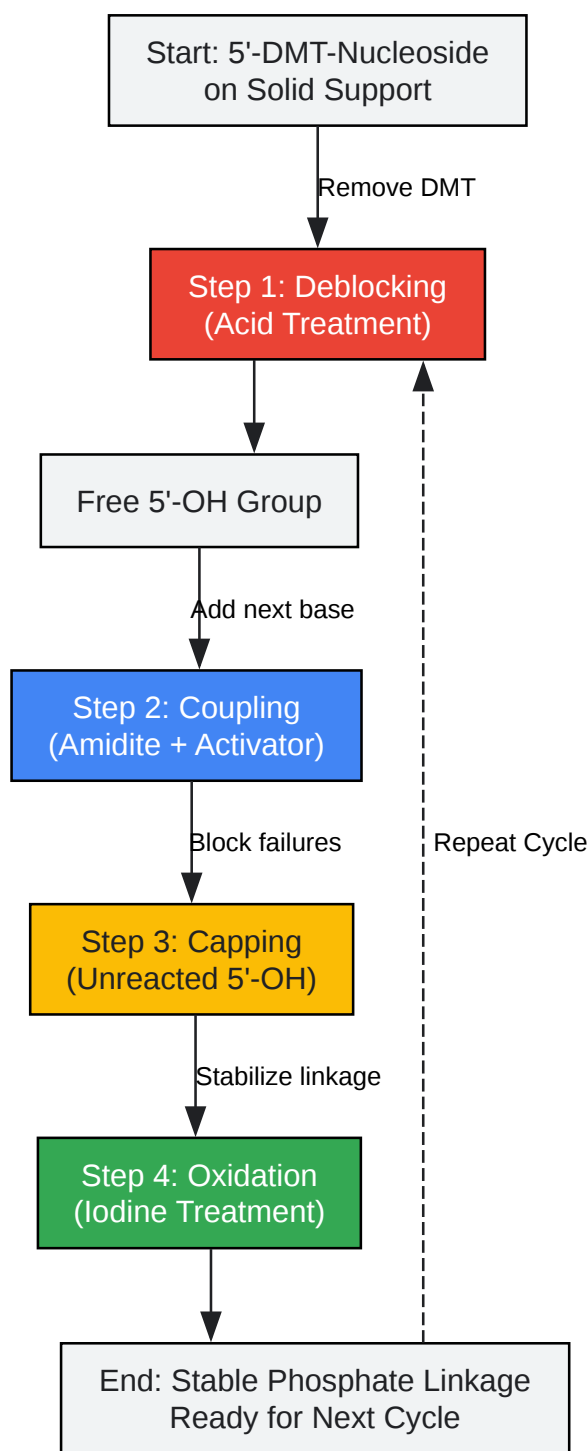 Start: 5'-DMT-Nucleoside
on Solid Support
Remove DMT
Step 1: Deblocking
(Acid Treatment)
Free 5'-OH Group
Add next base
Step 2: Coupling
(Amidite + Activator)
Block failures
Repeat Cycle
Step 3: Capping
(Unreacted 5'-OH)
Stabilize linkage
Step 4: Oxidation
(Iodine Treatment)
End: Stable Phosphate Linkage
Ready for Next Cycle